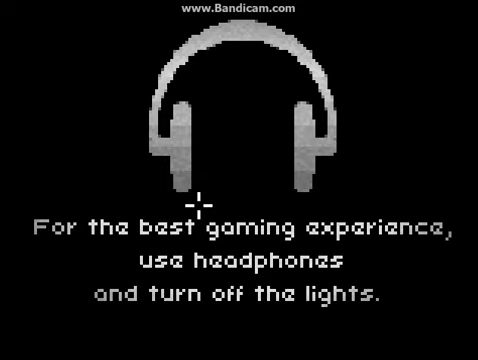 www.Bandicam.com
For the best gaming experience,
use headphones
and turn off the lights.